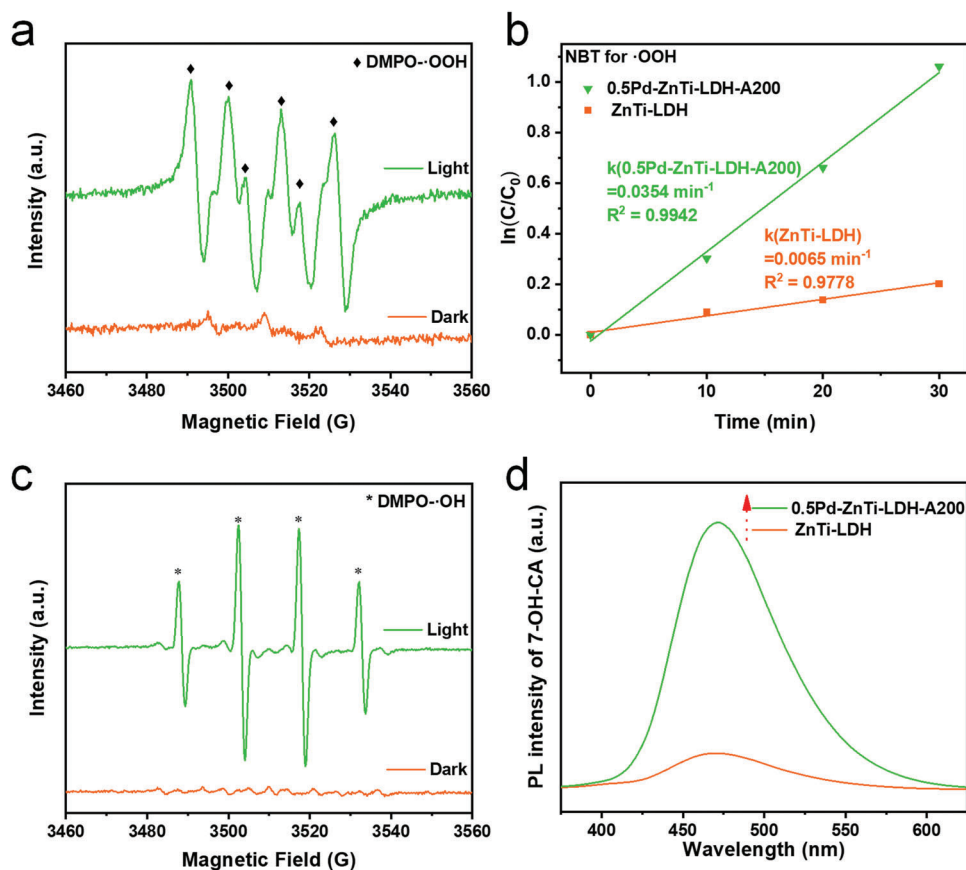 a
♦ DMPO-·OOH
Light
Dark
Intensity (a.u.)
3460 3480 3500 3520 3540 3560
Magnetic Field (G)
b
NBT for ·OOH
0.5Pd-ZnTi-LDH-A200
ZnTi-LDH
k(0.5Pd-ZnTi-LDH-A200)
=0.0354 min⁻¹
R² = 0.9942
k(ZnTi-LDH)
=0.0065 min⁻¹
R² = 0.9778
ln(C/C₀)
1.0
0.8
0.6
0.4
0.2
0.0
0 10 20 30
Time (min)
c
* DMPO-·OH
* * * *
Light
Dark
Intensity (a.u.)
3460 3480 3500 3520 3540 3560
Magnetic Field (G)
d
0.5Pd-ZnTi-LDH-A200
ZnTi-LDH
PL intensity of 7-OH-CA (a.u.)
400 450 500 550 600
Wavelength (nm)